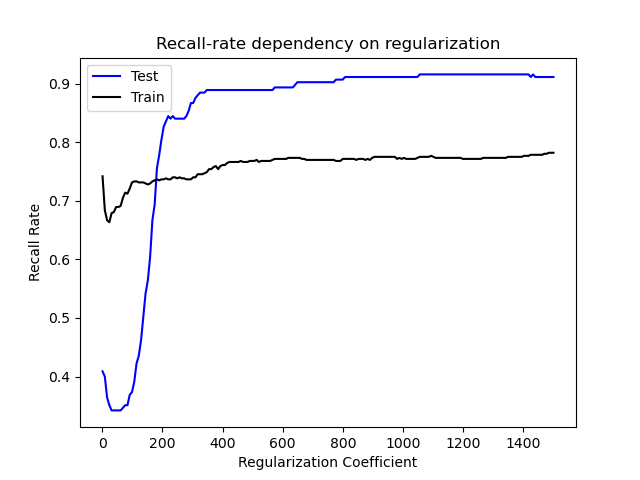 Recall-rate dependency on regularization
Test
Train
Recall Rate
0.9
0.8
0.7
0.6
0.5
0.4
0 200 400 600 800 1000 1200 1400
Regularization Coefficient